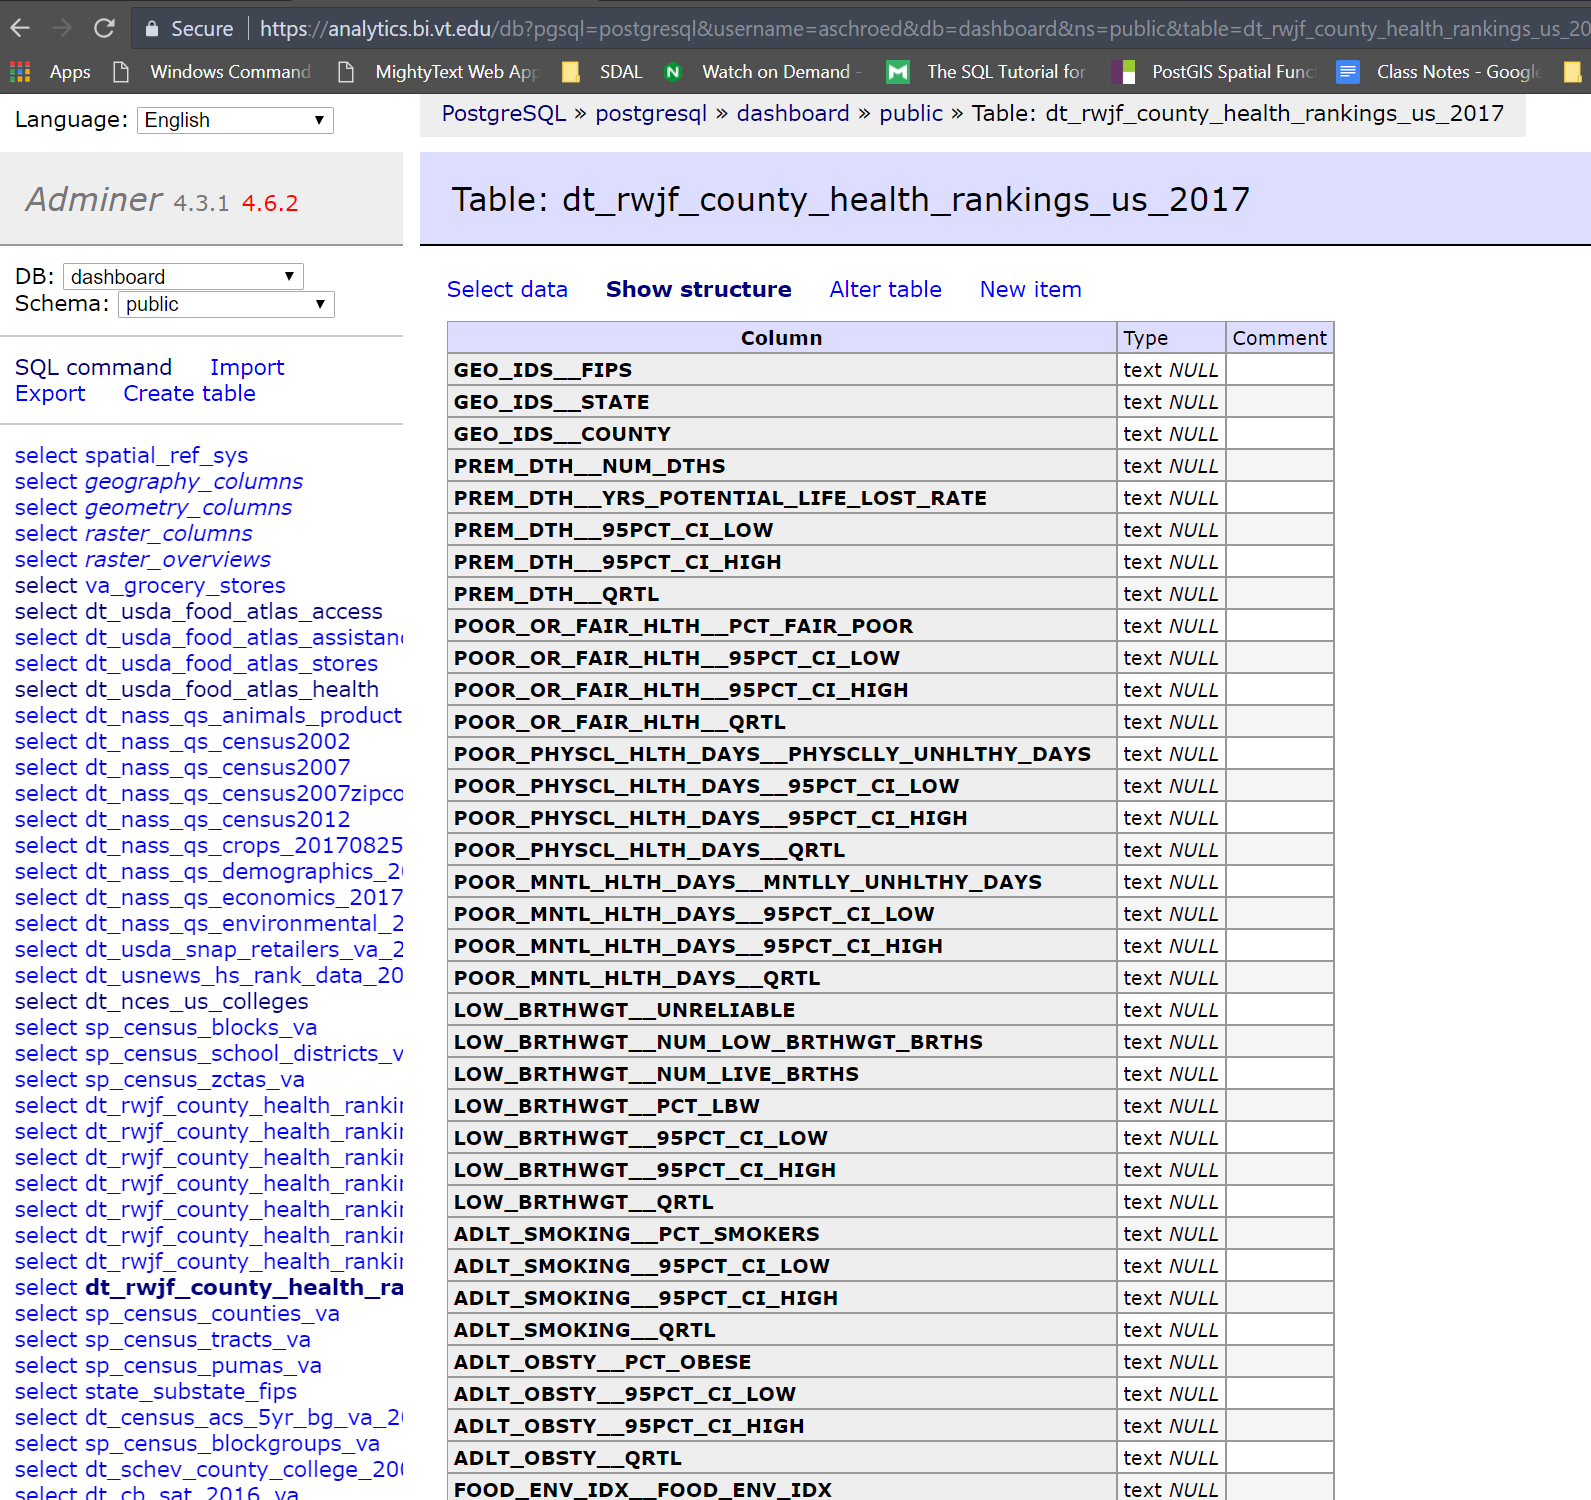 Secure https://analytics.bi.vt.edu/db?pgsql=postgresql&username=aschroed&db=dashboard&ns=public&table=dt_rwjf_county_health_rankings_us_20
Apps Windows Command MightyText Web App SDAL Watch on Demand - The SQL Tutorial for PostGIS Spatial Func Class Notes - Google
Language: English
PostgreSQL » postgresql » dashboard » public » Table: dt_rwjf_county_health_rankings_us_2017
Adminer 4.3.1 4.6.2
Table: dt_rwjf_county_health_rankings_us_2017
DB: dashboard
Schema: public
SQL command Import
Export Create table
select spatial_ref_sys
select geography_columns
select geometry_columns
select raster_columns
select raster_overviews
select va_grocery_stores
select dt_usda_food_atlas_access
select dt_usda_food_atlas_assistanc
select dt_usda_food_atlas_stores
select dt_usda_food_atlas_health
select dt_nass_qs_animals_product
select dt_nass_qs_census2002
select dt_nass_qs_census2007
select dt_nass_qs_census2007zipco
select dt_nass_qs_census2012
select dt_nass_qs_crops_20170825
select dt_nass_qs_demographics_20
select dt_nass_qs_economics_2017
select dt_nass_qs_environmental_2
select dt_usda_snap_retailers_va_2
select dt_usnews_hs_rank_data_20
select dt_nces_us_colleges
select sp_census_blocks_va
select sp_census_school_districts_v
select sp_census_zctas_va
select dt_rwjf_county_health_rankin
select dt_rwjf_county_health_rankin
select dt_rwjf_county_health_rankin
select dt_rwjf_county_health_rankin
select dt_rwjf_county_health_rankin
select dt_rwjf_county_health_rankin
select dt_rwjf_county_health_rankin
select dt_rwjf_county_health_ra
select sp_census_counties_va
select sp_census_tracts_va
select sp_census_pumas_va
select state_substate_fips
select dt_census_acs_5yr_bg_va_20
select sp_census_blockgroups_va
select dt_schev_county_college_200
select dt_cb_sat_2016_va
Select data Show structure Alter table New item
Column Type Comment
GEO_IDS__FIPS text NULL
GEO_IDS__STATE text NULL
GEO_IDS__COUNTY text NULL
PREM_DTH__NUM_DTHS text NULL
PREM_DTH__YRS_POTENTIAL_LIFE_LOST_RATE text NULL
PREM_DTH__95PCT_CI_LOW text NULL
PREM_DTH__95PCT_CI_HIGH text NULL
PREM_DTH__QRTL text NULL
POOR_OR_FAIR_HLTH__PCT_FAIR_POOR text NULL
POOR_OR_FAIR_HLTH__95PCT_CI_LOW text NULL
POOR_OR_FAIR_HLTH__95PCT_CI_HIGH text NULL
POOR_OR_FAIR_HLTH__QRTL text NULL
POOR_PHYSCL_HLTH_DAYS__PHYSCLLY_UNHLTHY_DAYS text NULL
POOR_PHYSCL_HLTH_DAYS__95PCT_CI_LOW text NULL
POOR_PHYSCL_HLTH_DAYS__95PCT_CI_HIGH text NULL
POOR_PHYSCL_HLTH_DAYS__QRTL text NULL
POOR_MNTL_HLTH_DAYS__MNTLLY_UNHLTHY_DAYS text NULL
POOR_MNTL_HLTH_DAYS__95PCT_CI_LOW text NULL
POOR_MNTL_HLTH_DAYS__95PCT_CI_HIGH text NULL
POOR_MNTL_HLTH_DAYS__QRTL text NULL
LOW_BRTHWGT__UNRELIABLE text NULL
LOW_BRTHWGT__NUM_LOW_BRTHWGT_BRTHS text NULL
LOW_BRTHWGT__NUM_LIVE_BRTHS text NULL
LOW_BRTHWGT__PCT_LBW text NULL
LOW_BRTHWGT__95PCT_CI_LOW text NULL
LOW_BRTHWGT__95PCT_CI_HIGH text NULL
LOW_BRTHWGT__QRTL text NULL
ADLT_SMOKING__PCT_SMOKERS text NULL
ADLT_SMOKING__95PCT_CI_LOW text NULL
ADLT_SMOKING__95PCT_CI_HIGH text NULL
ADLT_SMOKING__QRTL text NULL
ADLT_OBSTY__PCT_OBESE text NULL
ADLT_OBSTY__95PCT_CI_LOW text NULL
ADLT_OBSTY__95PCT_CI_HIGH text NULL
ADLT_OBSTY__QRTL text NULL
FOOD_ENV_IDX__FOOD_ENV_IDX text NULL